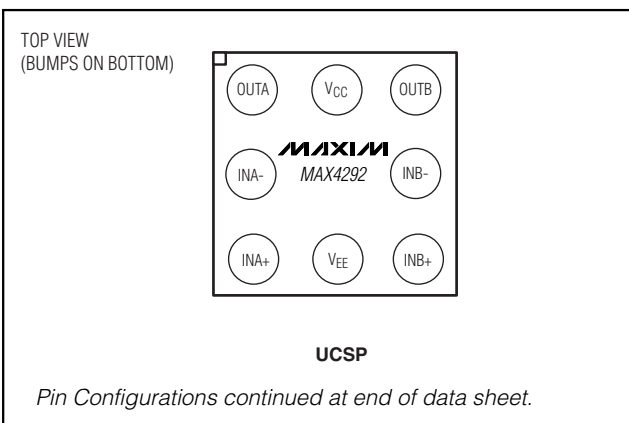 TOP VIEW
(BUMPS ON BOTTOM)
OUTA VCC OUTB
MAXIM
INA- MAX4292 INB-
INA+ VEE INB+
UCSP
Pin Configurations continued at end of data sheet.